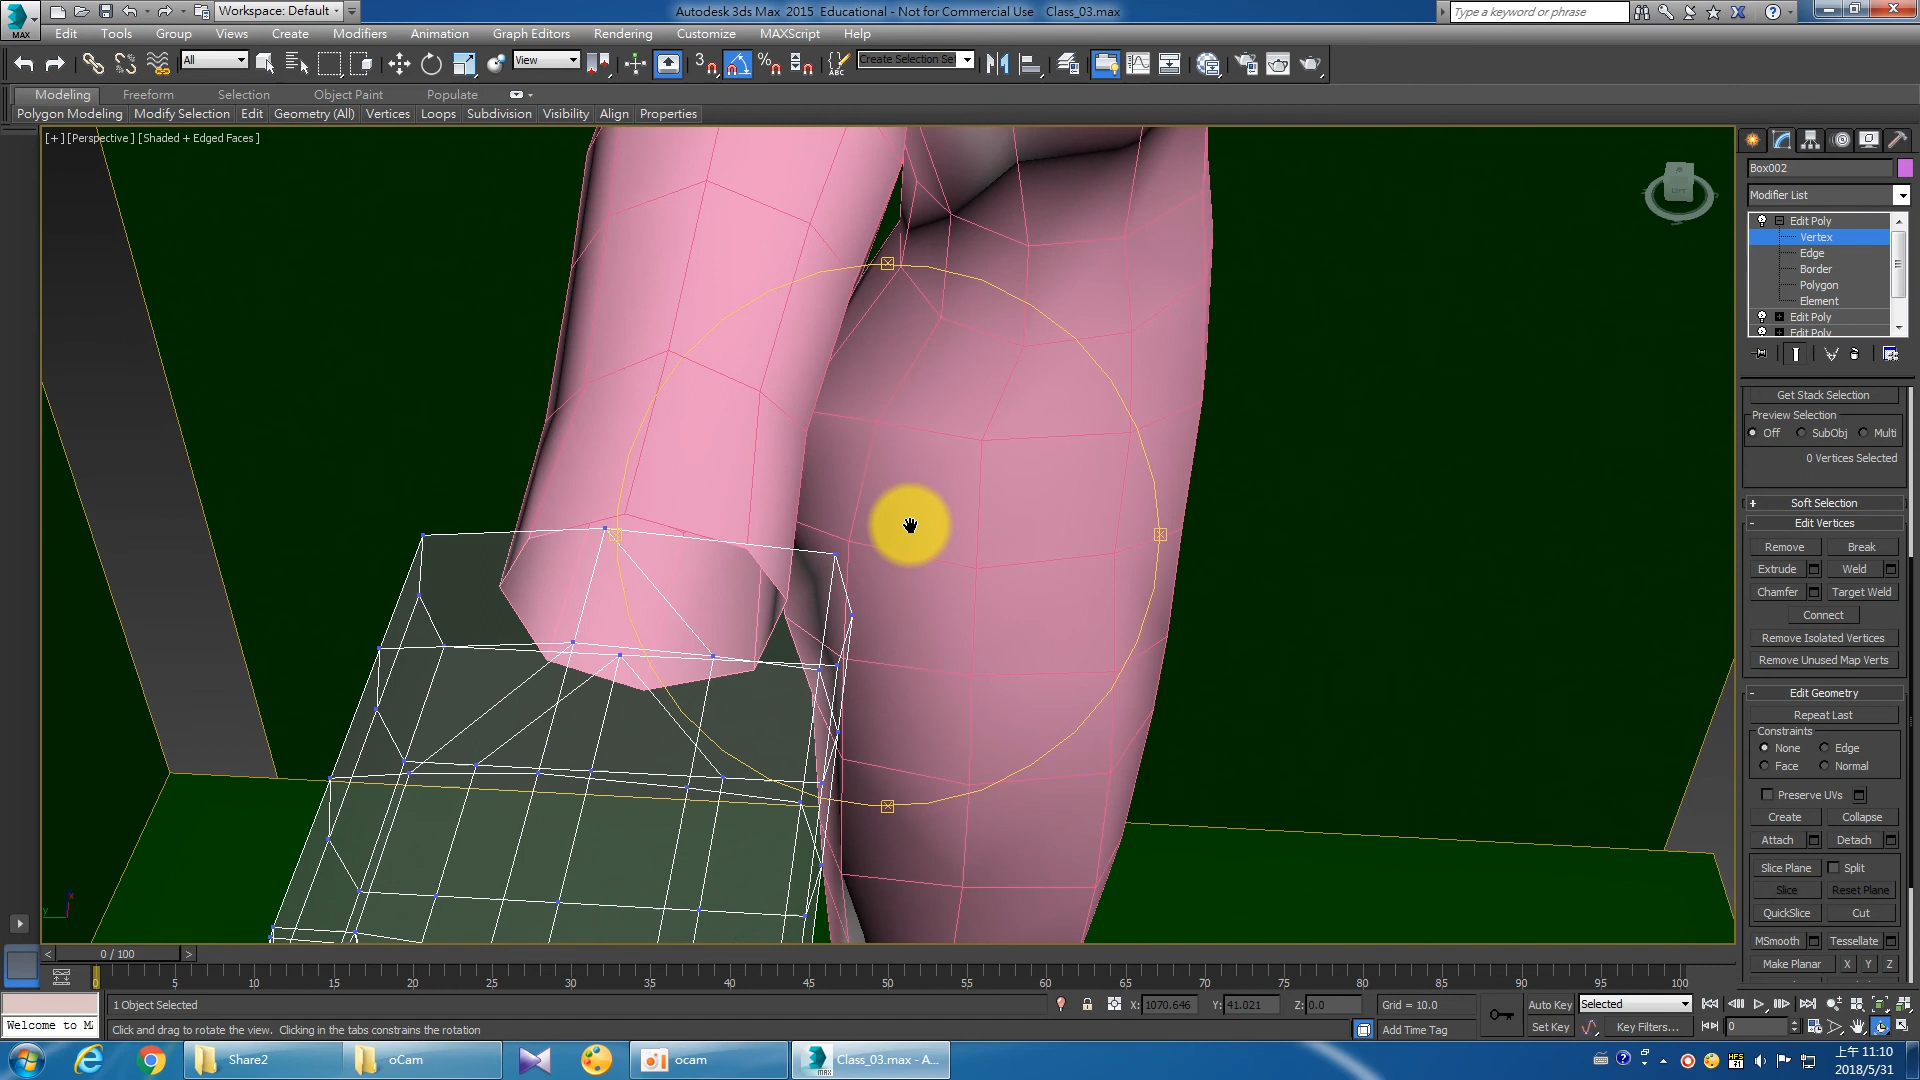 MAX
Workspace: Default
Autodesk 3ds Max 2015 Educational - Not for Commercial Use Class_03.max
Type a keyword or phrase
Edit Tools Group Views Create Modifiers Animation Graph Editors Rendering Customize MAXScript Help
All View 3 % ABC Create Selection Se
Modeling Freeform Selection Object Paint Populate
Polygon Modeling Modify Selection Edit Geometry (All) Vertices Loops Subdivision Visibility Align Properties
[+] [Perspective] [Shaded + Edged Faces]
LEFT
Box002
Modifier List
Edit Poly
Vertex
Edge
Border
Polygon
Element
Edit Poly
Edit Poly
Get Stack Selection
Preview Selection
Off SubObj Multi
0 Vertices Selected
+ Soft Selection
- Edit Vertices
Remove Break
Extrude Weld
Chamfer Target Weld
Connect
Remove Isolated Vertices
Remove Unused Map Verts
- Edit Geometry
Repeat Last
Constraints
None Edge
Face Normal
Preserve UVs
Create Collapse
Attach Detach
Slice Plane Split
Slice Reset Plane
QuickSlice Cut
MSmooth Tessellate
Make Planar X Y Z
y x
< 0 / 100 >
0 5 10 15 20 25 30 35 40 45 50 55 60 65 70 75 80 85 90 95 100
1 Object Selected X: 1070.646 Y: 41.021 Z: 0.0 Grid = 10.0 Auto Key Selected
Welcome to M
Click and drag to rotate the view. Clicking in the tabs constrains the rotation Add Time Tag Set Key Key Filters... 0
Share2 oCam ocam Class_03.max - A...
上午 11:10
2018/5/31